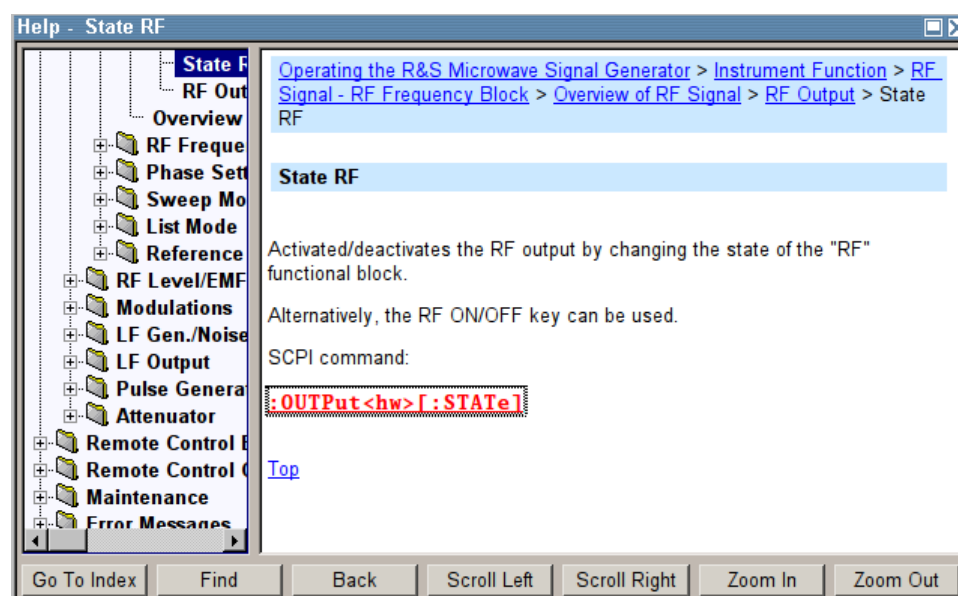 Help - State RF
State R
RF Out
Overview
RF Freque
Phase Sett
Sweep Mo
List Mode
Reference
RF Level/EMF
Modulations
LF Gen./Noise
LF Output
Pulse Genera
Attenuator
Remote Control
Remote Control
Maintenance
Error Messages
Operating the R&S Microwave Signal Generator > Instrument Function > RF
Signal - RF Frequency Block > Overview of RF Signal > RF Output > State
RF
State RF
Activated/deactivates the RF output by changing the state of the "RF"
functional block.
Alternatively, the RF ON/OFF key can be used.
SCPI command:
:OUTPut<hw>[:STATe]
Top
Go To Index
Find
Back
Scroll Left
Scroll Right
Zoom In
Zoom Out